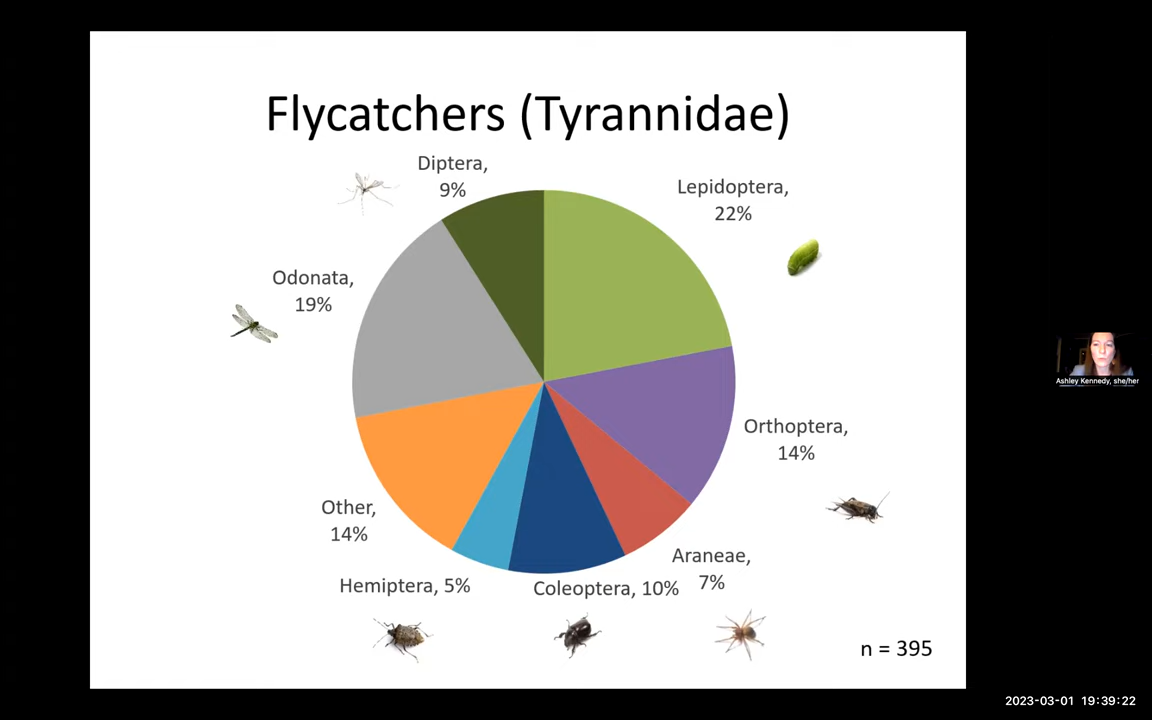 Flycatchers (Tyrannidae)
Diptera,
9%
Lepidoptera,
22%
Odonata,
19%
Orthoptera,
14%
Other,
14%
Araneae,
7%
Hemiptera, 5%
Coleoptera, 10%
n = 395
Ashley Kennedy, she/her
2023-03-01 19:39:22